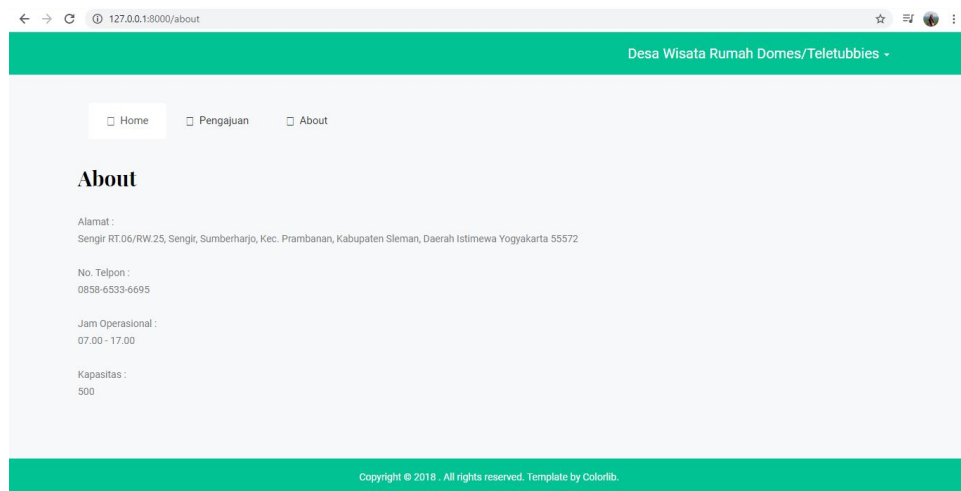 127.0.0.1:8000/about
Desa Wisata Rumah Domes/Teletubbies
Home Pengajuan About
About
Alamat :
Sengir RT.06/RW.25, Sengir, Sumberharjo, Kec. Prambanan, Kabupaten Sleman, Daerah Istimewa Yogyakarta 55572
No. Telpon :
0858-6533-6695
Jam Operasional :
07.00 - 17.00
Kapasitas :
500
Copyright © 2018 . All rights reserved. Template by Colorlib.